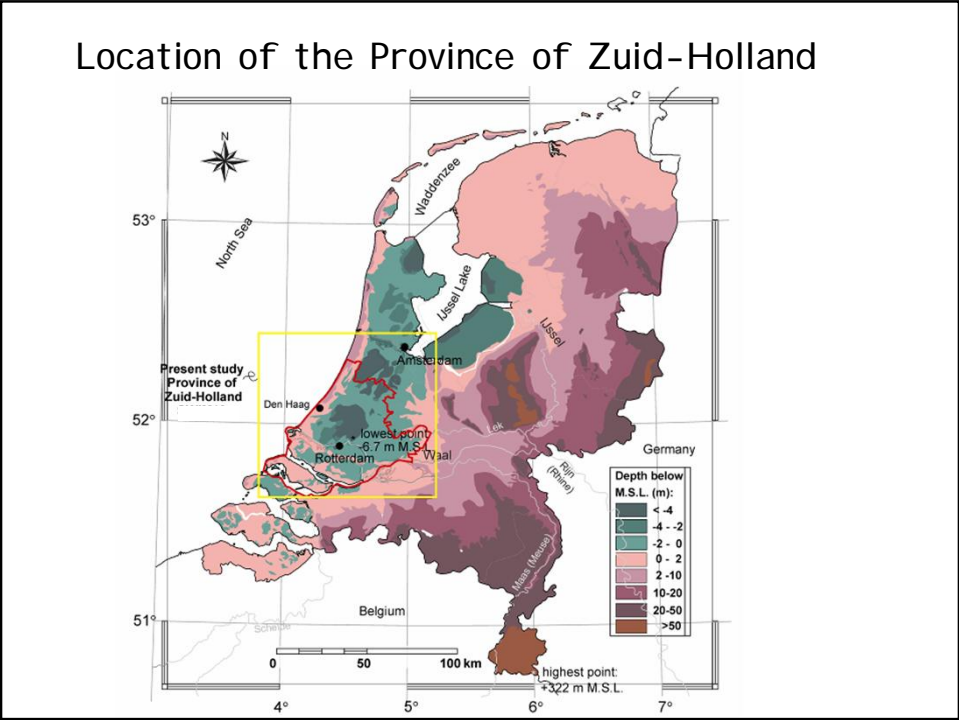 Location of the Province of Zuid-Holland
N
53°
North Sea
Waddenzee
IJssel Lake
IJssel
Amsterdam
Present study
Province of
Zuid-Holland
Den Haag
52°
lowest point
-6.7 m M.S.
Rotterdam
Lek
Waal
Germany
Rijn
(Rhine)
Depth below
M.S.L. (m):
< -4
-4 - -2
-2 - 0
0 - 2
2 -10
10-20
20-50
>50
Maas (Meuse)
Belgium
51°
Schelde
0 50 100 km
highest point:
+322 m M.S.L.
4° 5° 6° 7°